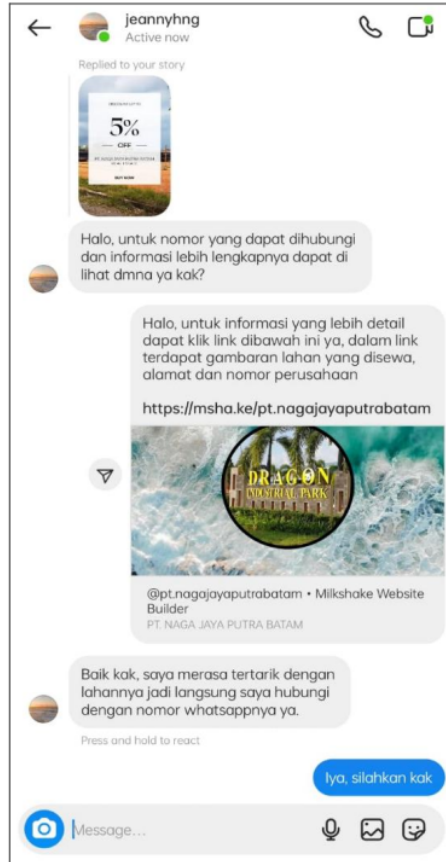 jeannyhng
Active now
Replied to your story
5%
OFF
BUY NOW
Halo, untuk nomor yang dapat dihubungi
dan informasi lebih lengkapnya dapat di
lihat dmna ya kak?
Halo, untuk informasi yang lebih detail
dapat klik link dibawah ini ya, dalam link
terdapat gambaran lahan yang disewa,
alamat dan nomor perusahaan
https://msha.ke/pt.nagajayaputrabatam
DRAGON
INDUSTRIAL PARK
@pt.nagajayaputrabatam • Milkshake Website
Builder
PT. NAGA JAYA PUTRA BATAM
Baik kak, saya merasa tertarik dengan
lahannya jadi langsung saya hubungi
dengan nomor whatsappnya ya.
Press and hold to react
Iya, silahkan kak
Message...